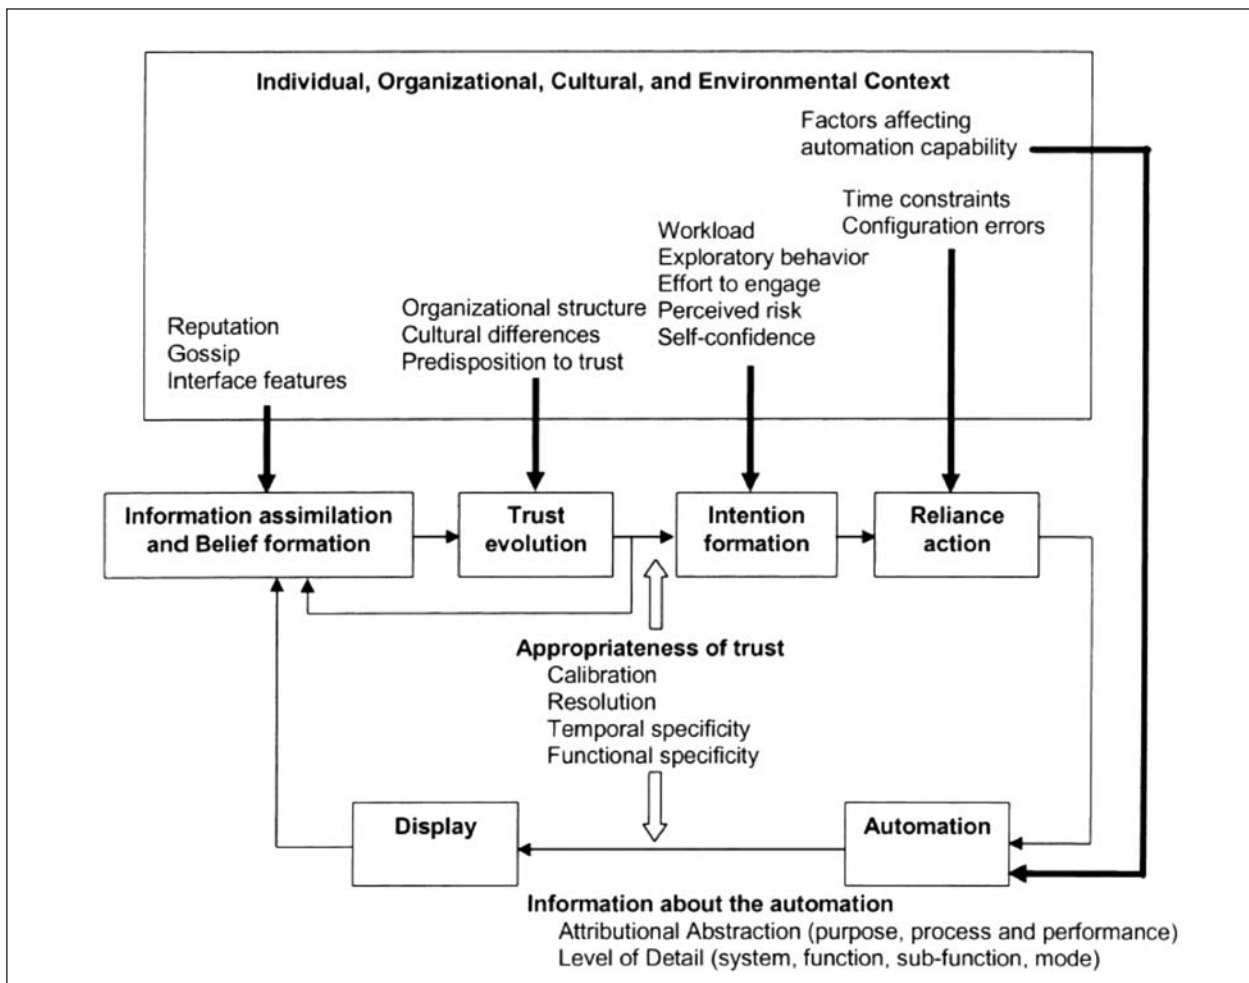 Individual, Organizational, Cultural, and Environmental Context
Factors affecting
automation capability
Time constraints
Configuration errors
Workload
Exploratory behavior
Effort to engage
Perceived risk
Self-confidence
Organizational structure
Cultural differences
Predisposition to trust
Reputation
Gossip
Interface features
Information assimilation
and Belief formation
Trust
evolution
Intention
formation
Reliance
action
Appropriateness of trust
Calibration
Resolution
Temporal specificity
Functional specificity
Display
Automation
Information about the automation
Attributional Abstraction (purpose, process and performance)
Level of Detail (system, function, sub-function, mode)